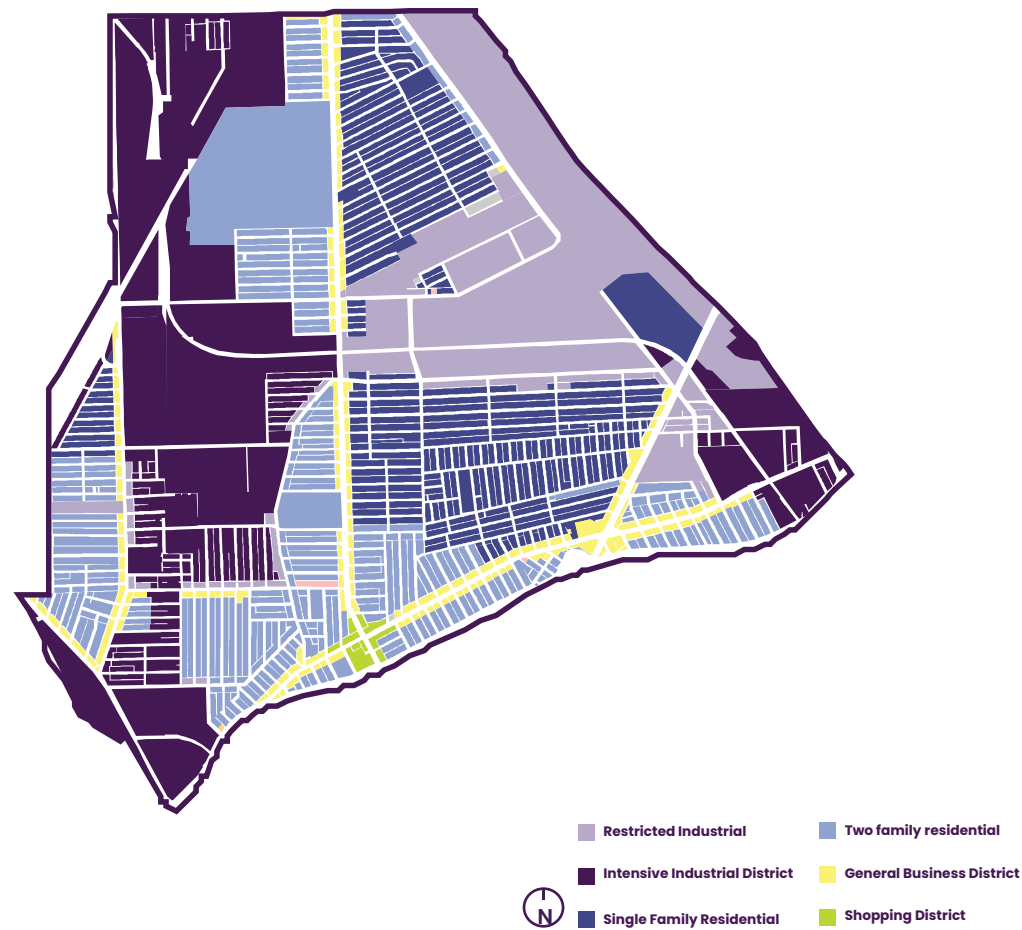 Restricted Industrial
Two family residential
Intensive Industrial District
General Business District
Single Family Residential
Shopping District
N